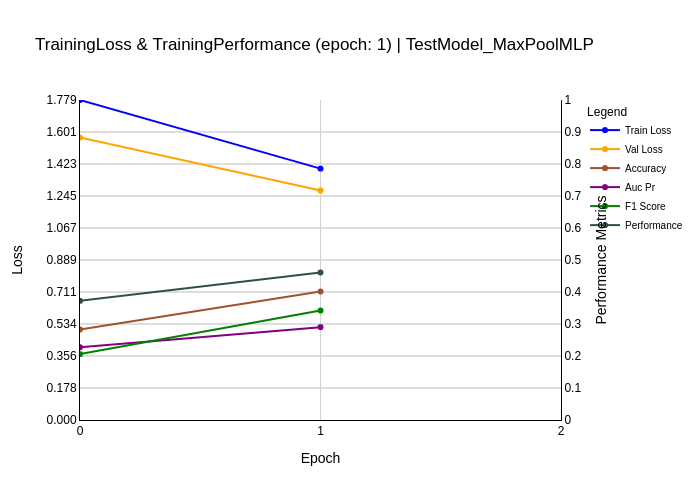 TrainingLoss & TrainingPerformance (epoch: 1) | TestModel_MaxPoolMLP
1.779
1.601
1.423
1.245
1.067
0.889
0.711
0.534
0.356
0.178
0.000
Loss
0
1
2
Epoch
1
0.9
0.8
0.7
0.6
0.5
0.4
0.3
0.2
0.1
0
Performance Metrics
Legend
Train Loss
Val Loss
Accuracy
Auc Pr
F1 Score
Performance